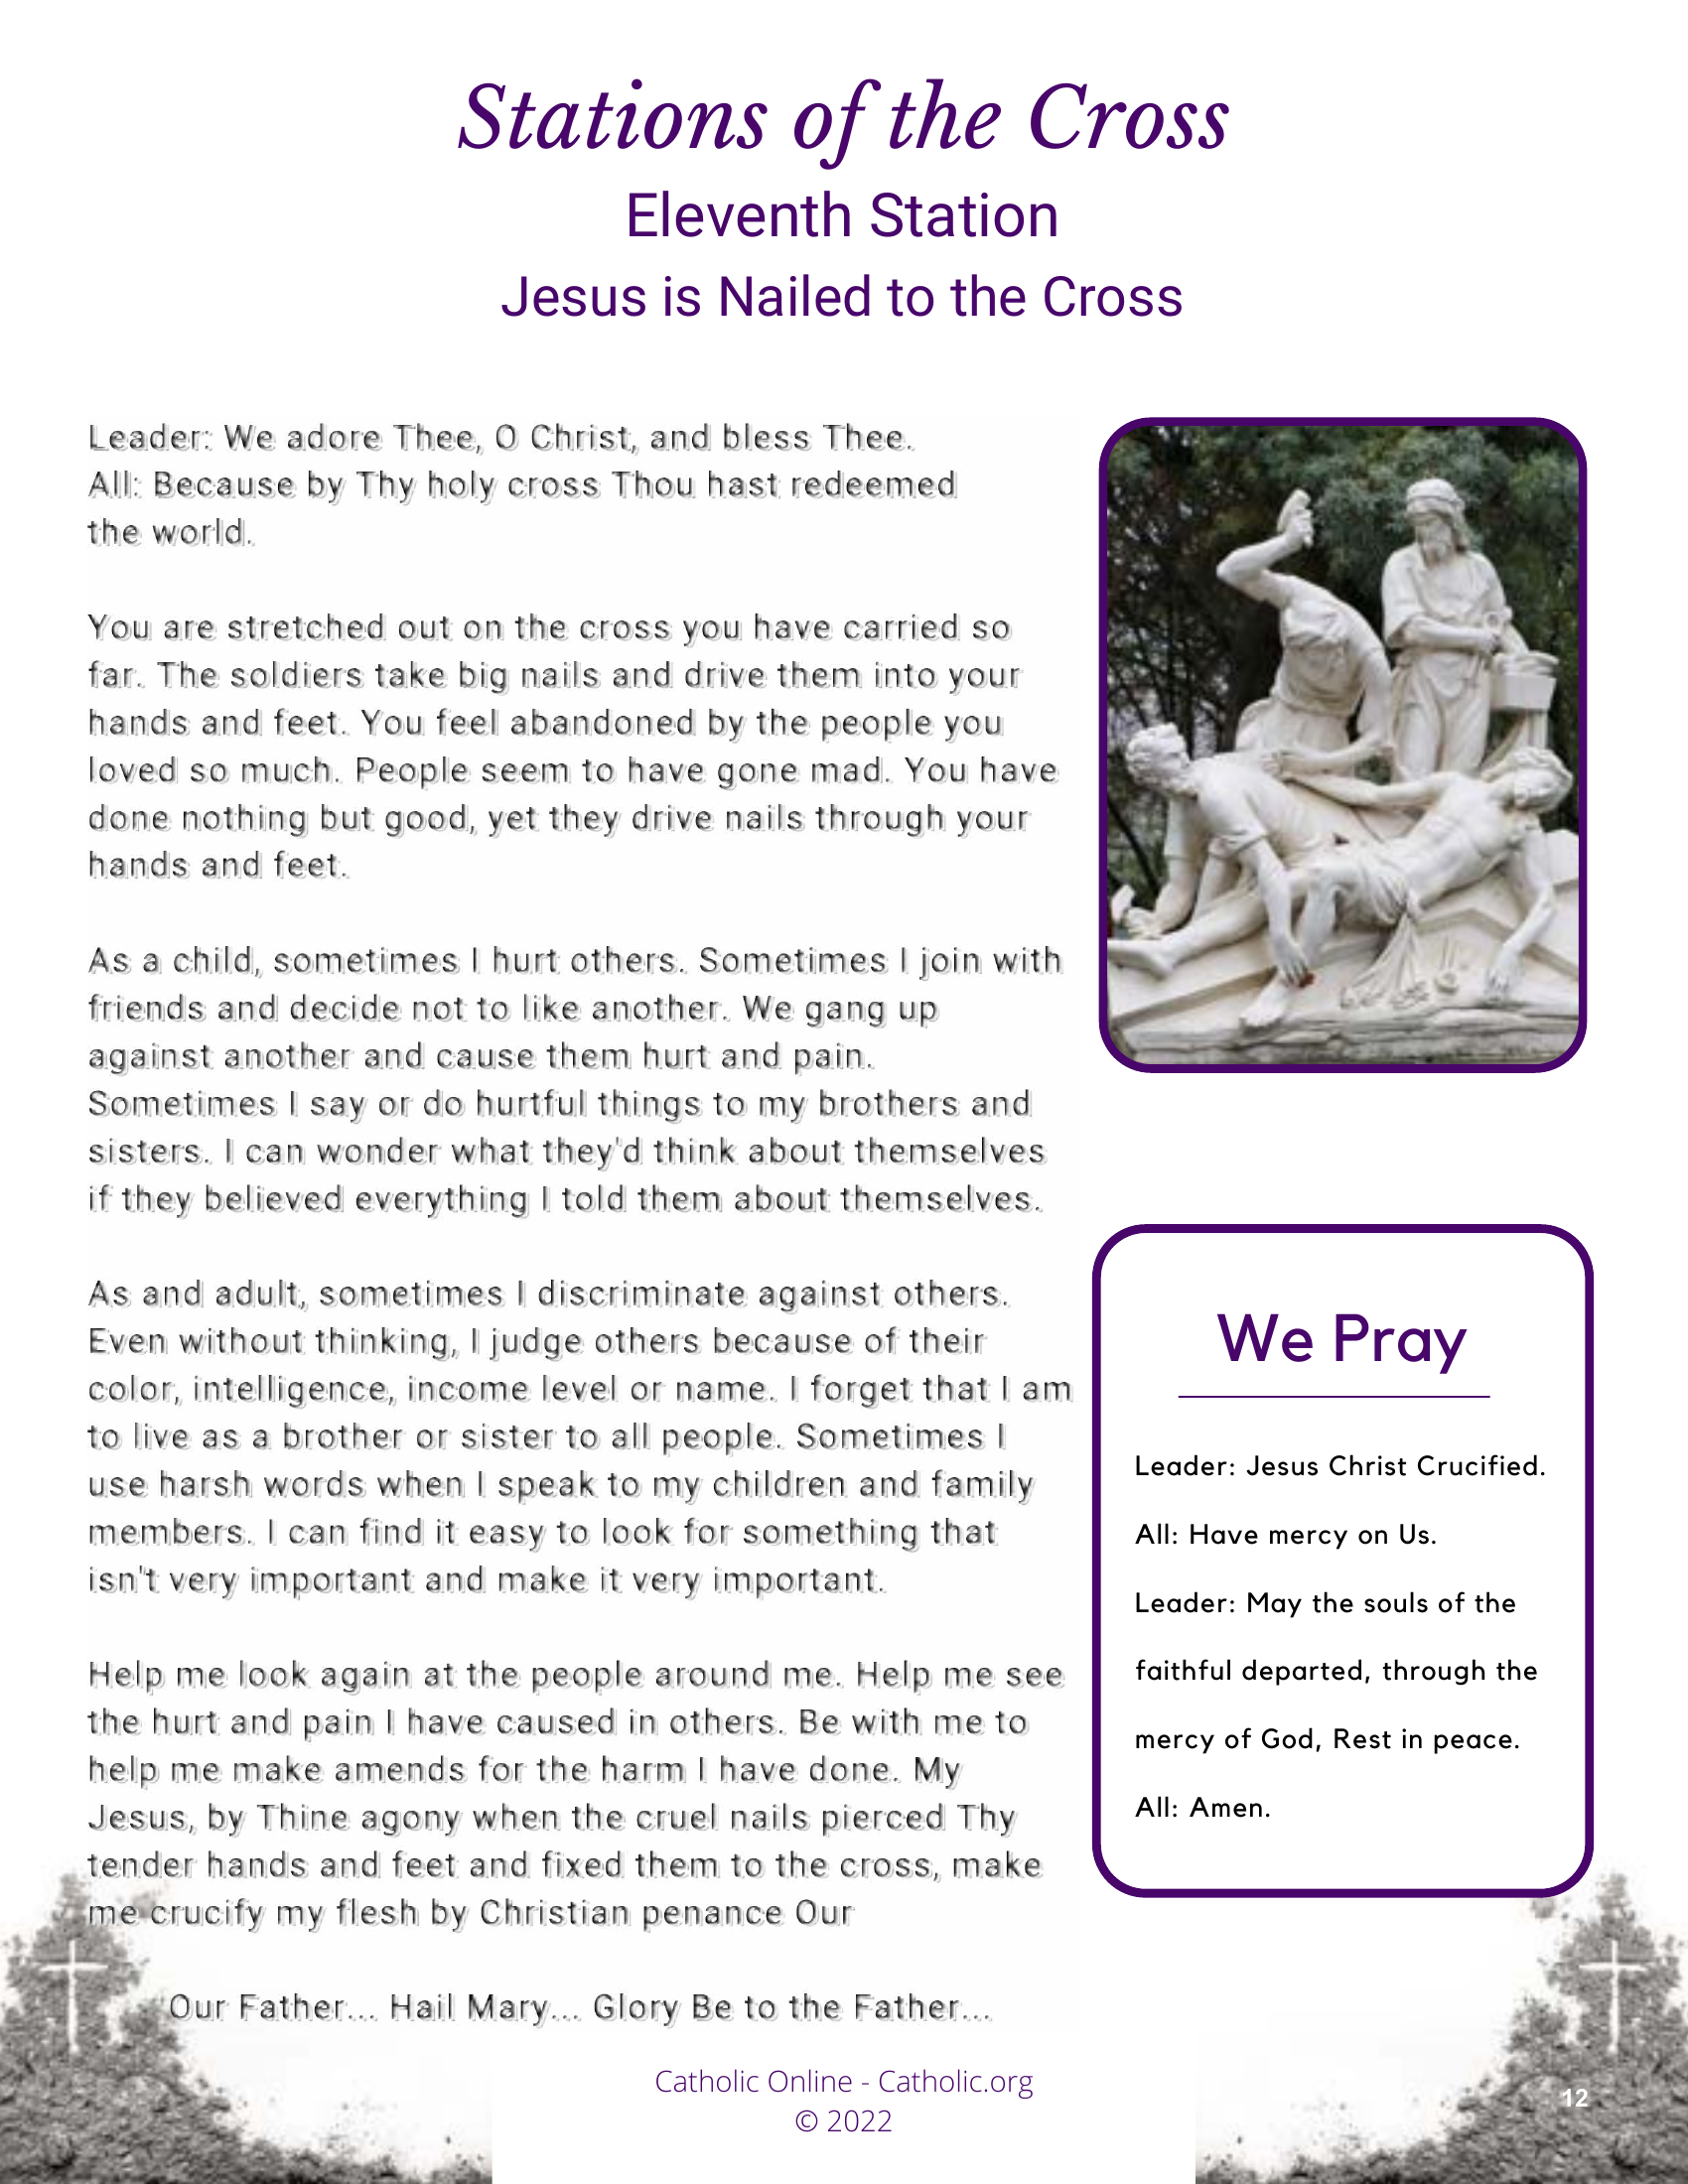 Stations of the Cross
Eleventh Station
Jesus is Nailed to the Cross
Leader: We adore Thee, O Christ, and bless Thee.
All: Because by Thy holy cross Thou hast redeemed
the world.
You are stretched out on the cross you have carried so
far. The soldiers take big nails and drive them into your
hands and feet. You feel abandoned by the people you
loved so much. People seem to have gone mad. You have
done nothing but good, yet they drive nails through your
hands and feet.
As a child, sometimes I hurt others. Sometimes I join with
friends and decide not to like another. We gang up
against another and cause them hurt and pain.
Sometimes I say or do hurtful things to my brothers and
sisters. I can wonder what they'd think about themselves
if they believed everything I told them about themselves.
As and adult, sometimes I discriminate against others.
Even without thinking, I judge others because of their
color, intelligence, income level or name. I forget that I am
to live as a brother or sister to all people. Sometimes I
use harsh words when I speak to my children and family
members. I can find it easy to look for something that
isn't very important and make it very important.
Help me look again at the people around me. Help me see
the hurt and pain I have caused in others. Be with me to
help me make amends for the harm I have done. My
Jesus, by Thine agony when the cruel nails pierced Thy
tender hands and feet and fixed them to the cross, make
me crucify my flesh by Christian penance Our
Our Father... Hail Mary... Glory Be to the Father...
We Pray
Leader: Jesus Christ Crucified.
All: Have mercy on Us.
Leader: May the souls of the
faithful departed, through the
mercy of God, Rest in peace.
All: Amen.
Catholic Online - Catholic.org
© 2022
12